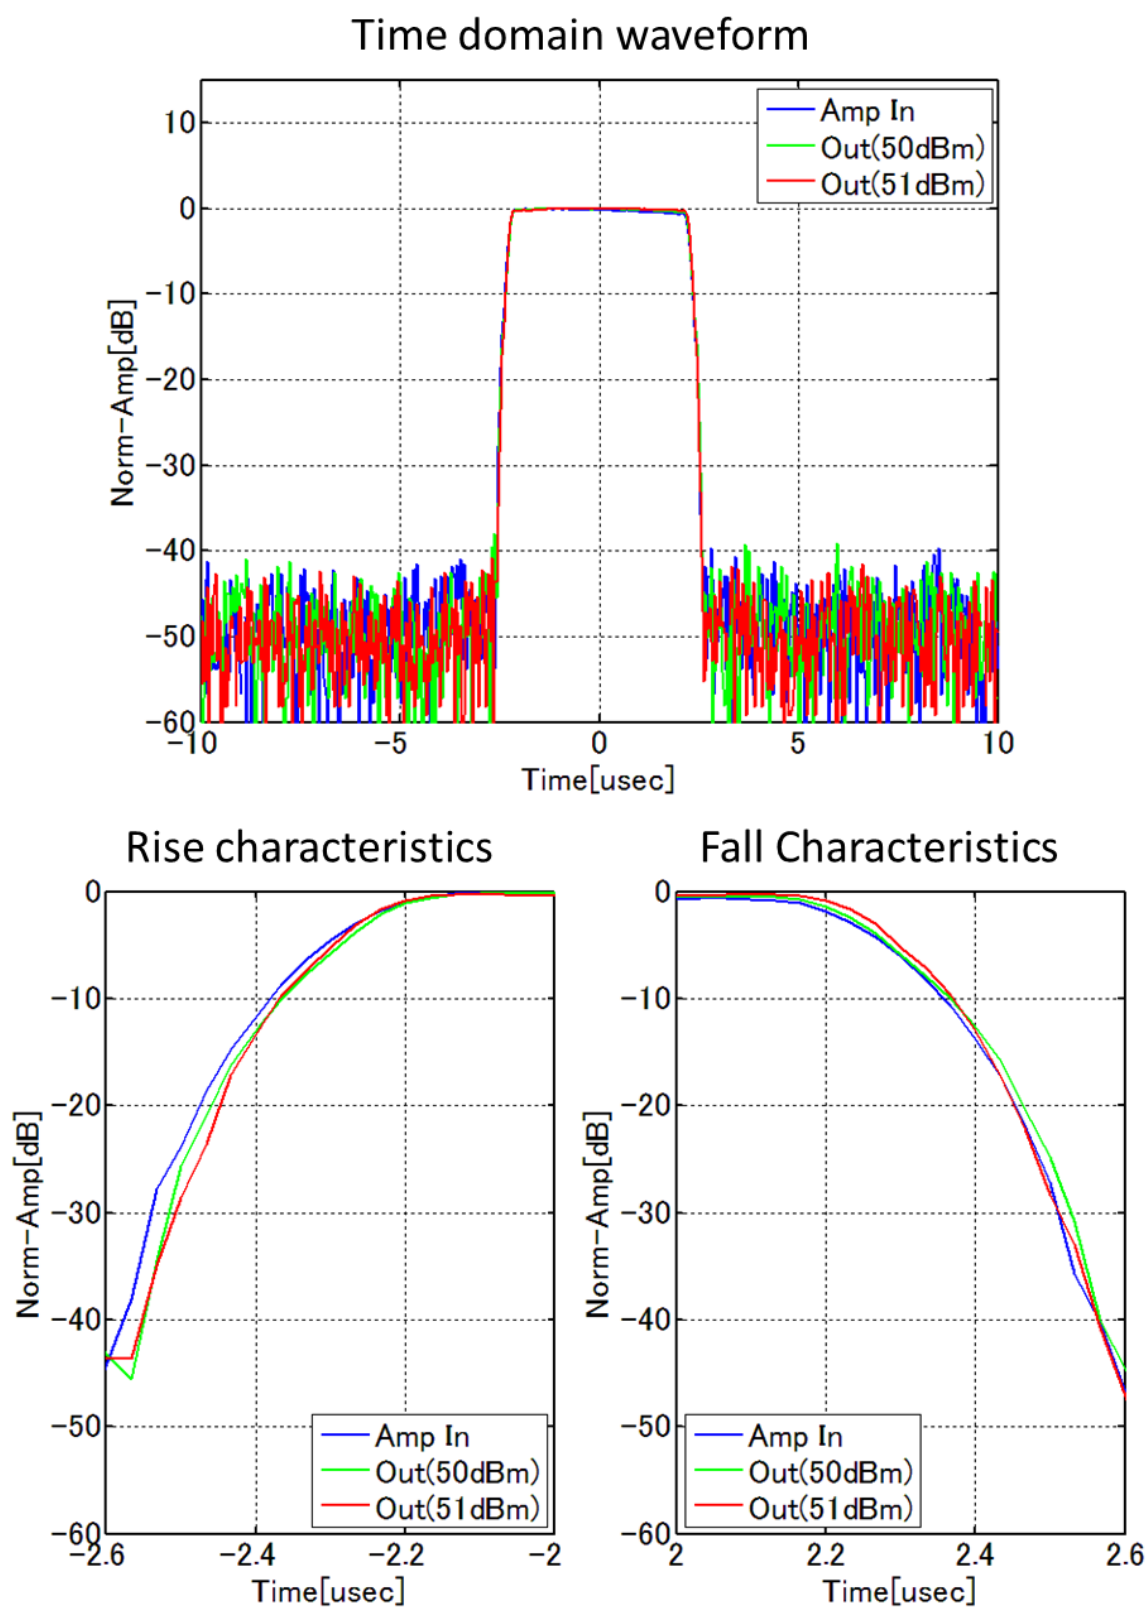 Time domain waveform
Amp In
Out(50dBm)
Out(51dBm)
10
0
-10
-20
-30
-40
-50
-60
Norm-Amp[dB]
-10 -5 0 5 10
Time[usec]
Rise characteristics
0
-10
-20
-30
-40
-50
-60
Norm-Amp[dB]
Amp In
Out(50dBm)
Out(51dBm)
-2.6 -2.4 -2.2 -2
Time[usec]
Fall Characteristics
0
-10
-20
-30
-40
-50
-60
Norm-Amp[dB]
Amp In
Out(50dBm)
Out(51dBm)
2 2.2 2.4 2.6
Time[usec]